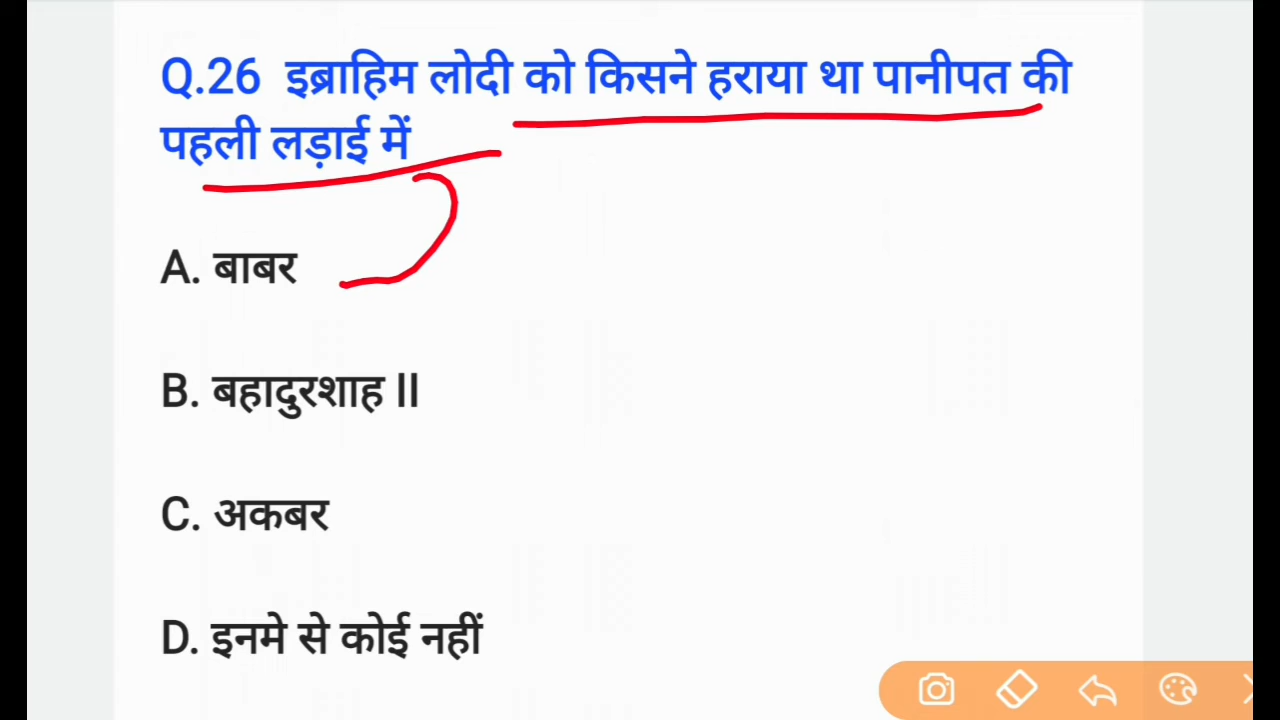 Q.26 इब्राहिम लोदी को किसने हराया था पानीपत की
पहली लड़ाई में
A. बाबर
B. बहादुरशाह II
C. अकबर
D. इनमे से कोई नहीं